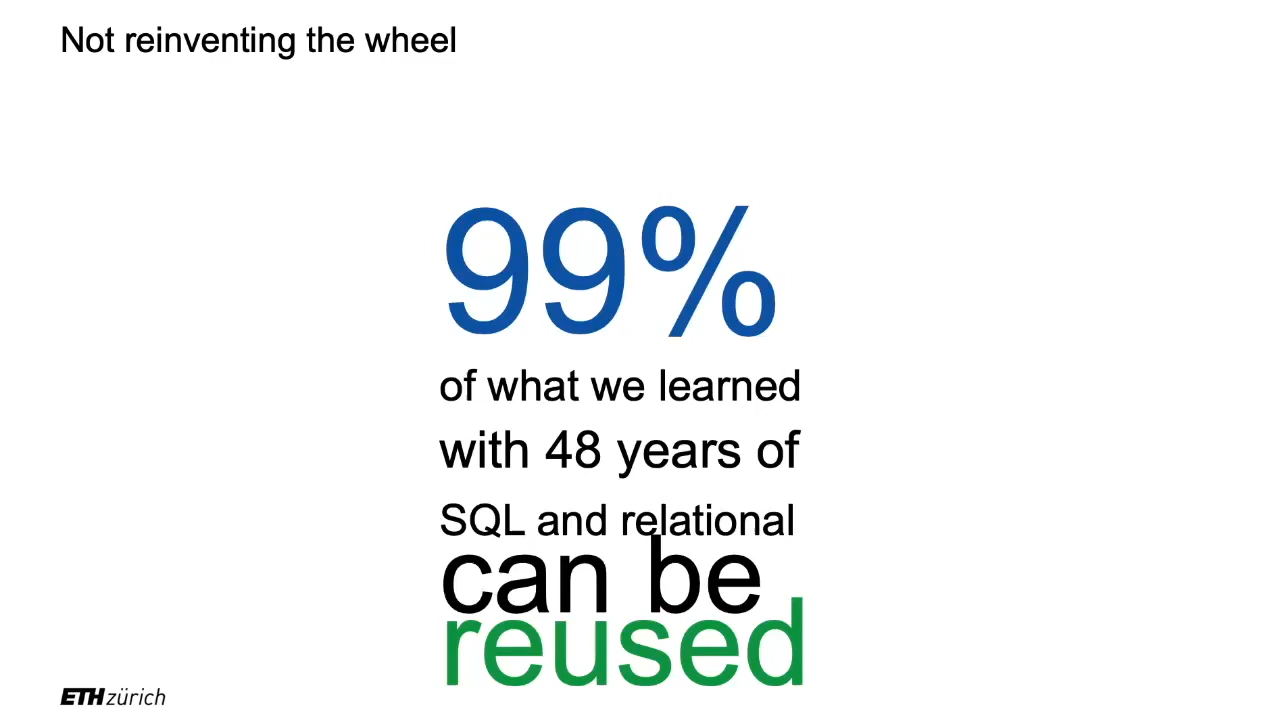 Not reinventing the wheel
99%
of what we learned
with 48 years of
SQL and relational
can be
reused
ETH zürich